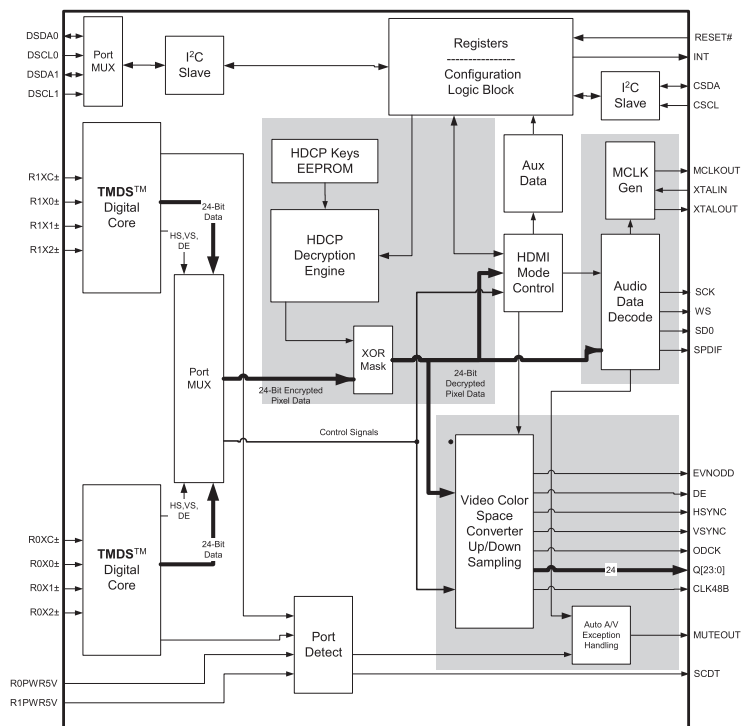 DSDA0
DSCL0
DSDA1
DSCL1
Port
MUX
I²C
Slave
Registers
----------------
Configuration
Logic Block
RESET#
INT
I²C
Slave
CSDA
CSCL
R1XC±
R1X0±
R1X1±
R1X2±
TMDS™
Digital
Core
24-Bit
Data
HS,VS,
DE
HDCP Keys
EEPROM
HDCP
Decryption
Engine
Aux
Data
HDMI
Mode
Control
MCLK
Gen
MCLKOUT
XTALIN
XTALOUT
Audio
Data
Decode
SCK
WS
SD0
SPDIF
XOR
Mask
Port
MUX
24-Bit Encrypted
Pixel Data
24-Bit
Decrypted
Pixel Data
Control Signals
Video Color
Space
Converter
Up/Down
Sampling
EVNODD
DE
HSYNC
VSYNC
ODCK
24
Q[23:0]
CLK48B
R0XC±
R0X0±
R0X1±
R0X2±
TMDS™
Digital
Core
HS,VS,
DE
24-Bit
Data
Port
Detect
Auto A/V
Exception
Handling
MUTEOUT
SCDT
R0PWR5V
R1PWR5V